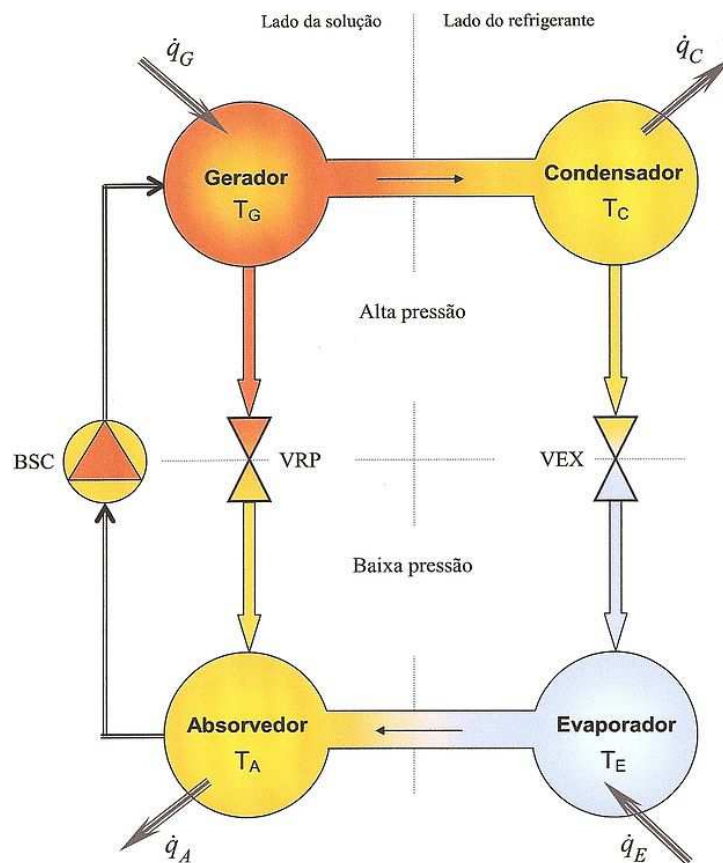 Lado da solução
Lado do refrigerante
q̇G
q̇C
Gerador
TG
Condensador
TC
Alta pressão
BSC
VRP
VEX
Baixa pressão
Absorvedor
TA
Evaporador
TE
q̇A
q̇E